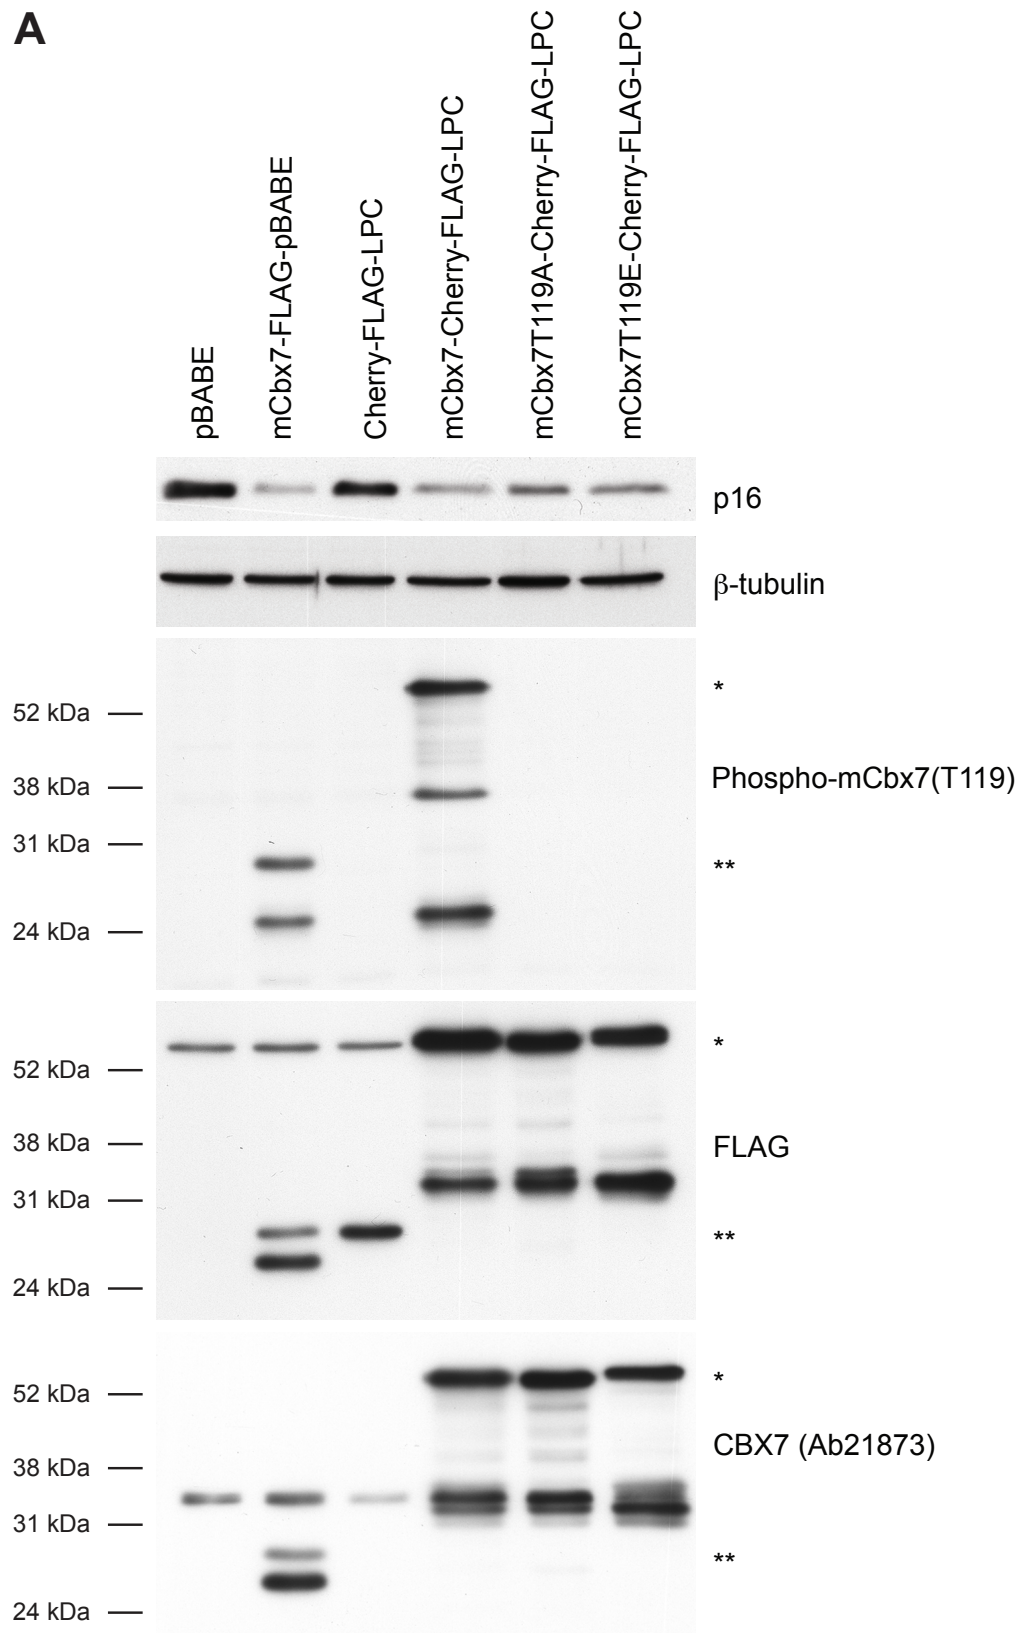 A
pBABE
mCbx7-FLAG-pBABE
Cherry-FLAG-LPC
mCbx7-Cherry-FLAG-LPC
mCbx7T119A-Cherry-FLAG-LPC
mCbx7T119E-Cherry-FLAG-LPC
p16
β-tubulin
*
52 kDa
38 kDa
Phospho-mCbx7(T119)
31 kDa
**
24 kDa
*
52 kDa
38 kDa
FLAG
31 kDa
**
24 kDa
*
52 kDa
CBX7 (Ab21873)
38 kDa
31 kDa
**
24 kDa